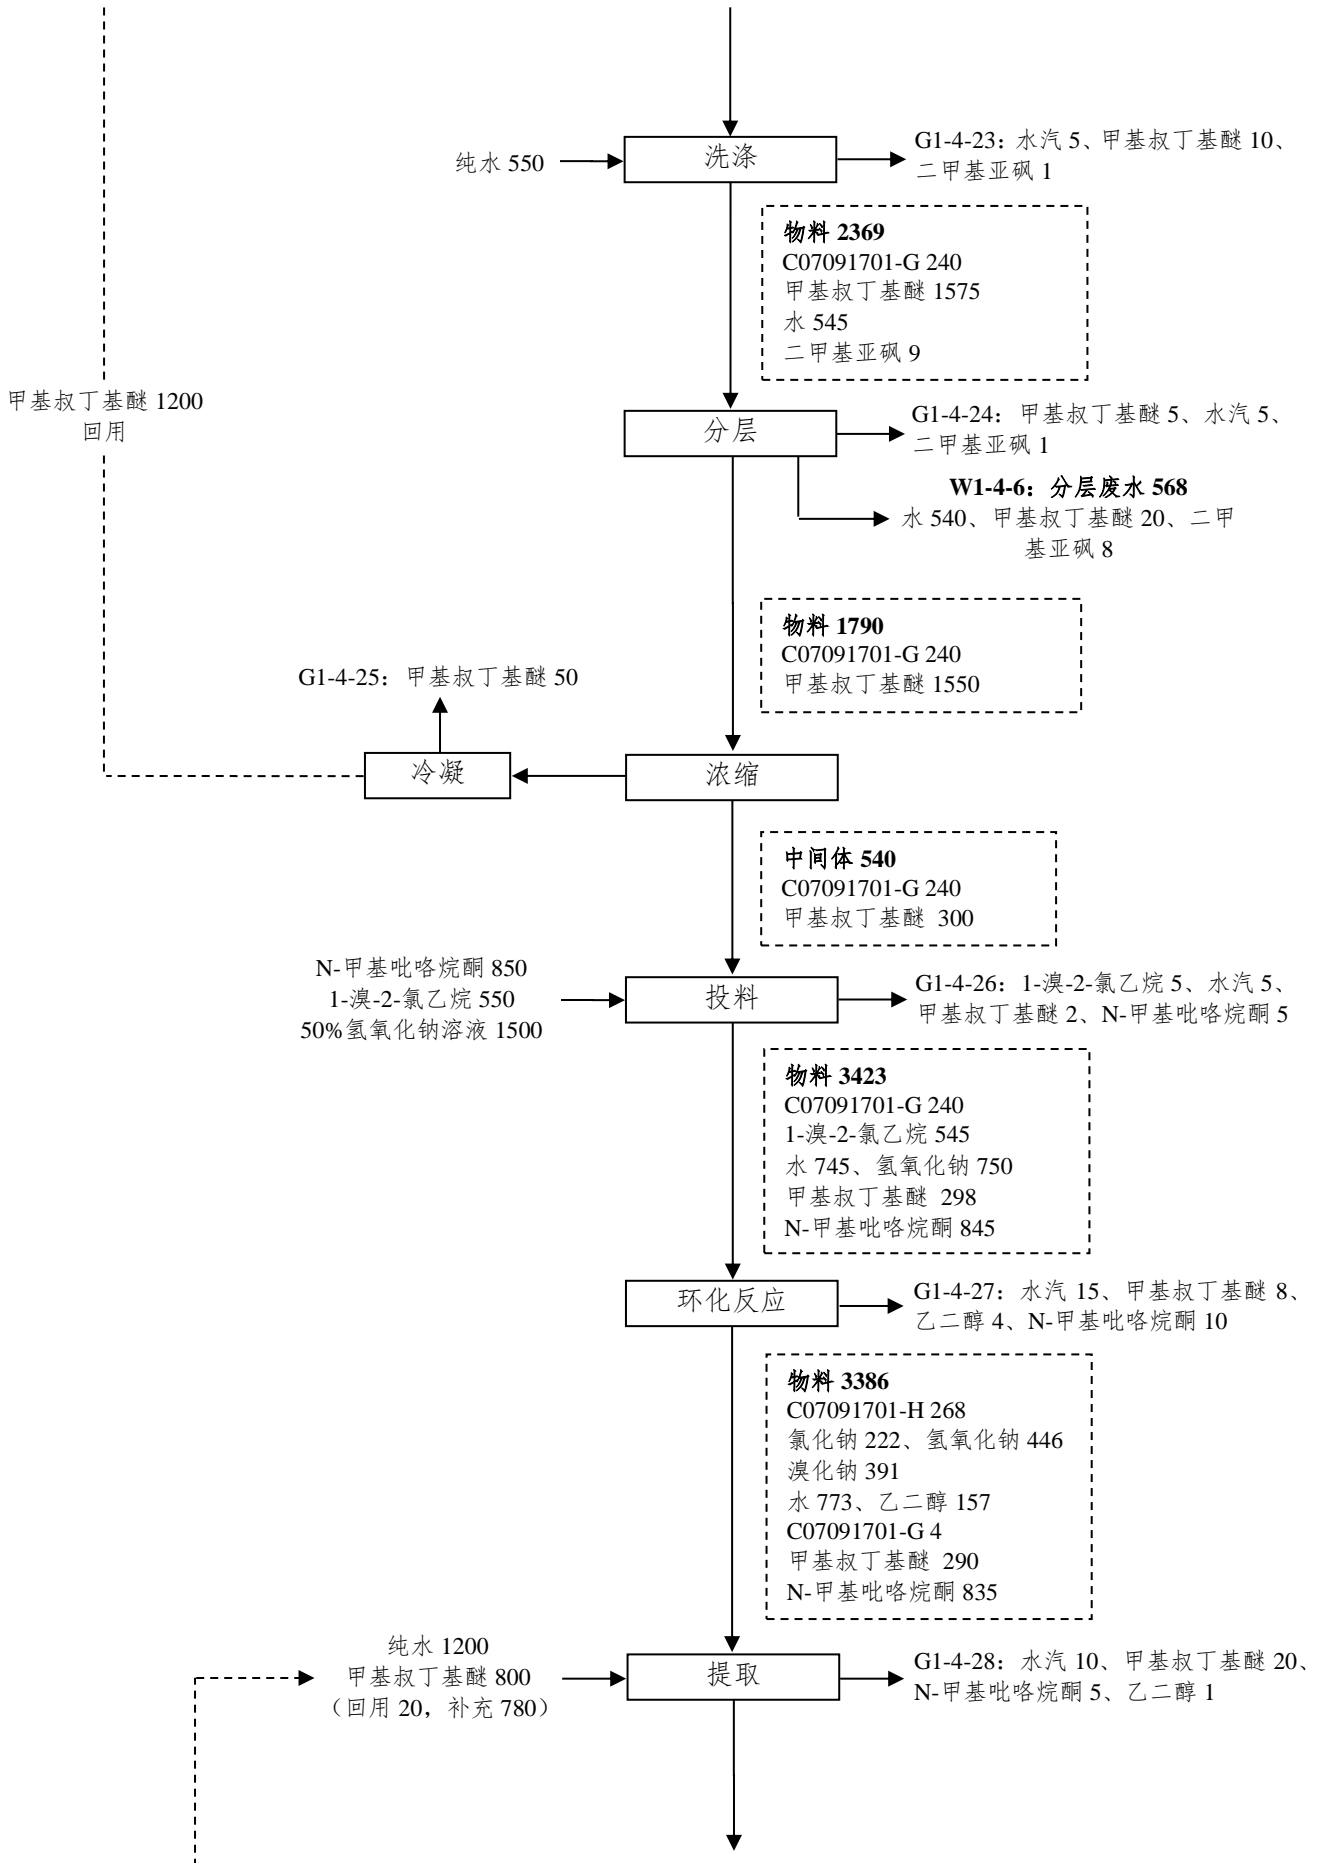 纯水 550
洗涤
G1-4-23：水汽 5、甲基叔丁基醚 10、
二甲基亚砜 1
物料 2369
C07091701-G 240
甲基叔丁基醚 1575
水 545
二甲基亚砜 9
甲基叔丁基醚 1200
回用
分层
G1-4-24：甲基叔丁基醚 5、水汽 5、
二甲基亚砜 1
W1-4-6：分层废水 568
水 540、甲基叔丁基醚 20、二甲
基亚砜 8
物料 1790
C07091701-G 240
甲基叔丁基醚 1550
G1-4-25：甲基叔丁基醚 50
冷凝
浓缩
中间体 540
C07091701-G 240
甲基叔丁基醚 300
N-甲基吡咯烷酮 850
1-溴-2-氯乙烷 550
50%氢氧化钠溶液 1500
投料
G1-4-26：1-溴-2-氯乙烷 5、水汽 5、
甲基叔丁基醚 2、N-甲基吡咯烷酮 5
物料 3423
C07091701-G 240
1-溴-2-氯乙烷 545
水 745、氢氧化钠 750
甲基叔丁基醚 298
N-甲基吡咯烷酮 845
环化反应
G1-4-27：水汽 15、甲基叔丁基醚 8、
乙二醇 4、N-甲基吡咯烷酮 10
物料 3386
C07091701-H 268
氯化钠 222、氢氧化钠 446
溴化钠 391
水 773、乙二醇 157
C07091701-G 4
甲基叔丁基醚 290
N-甲基吡咯烷酮 835
纯水 1200
甲基叔丁基醚 800
（回用 20，补充 780）
提取
G1-4-28：水汽 10、甲基叔丁基醚 20、
N-甲基吡咯烷酮 5、乙二醇 1